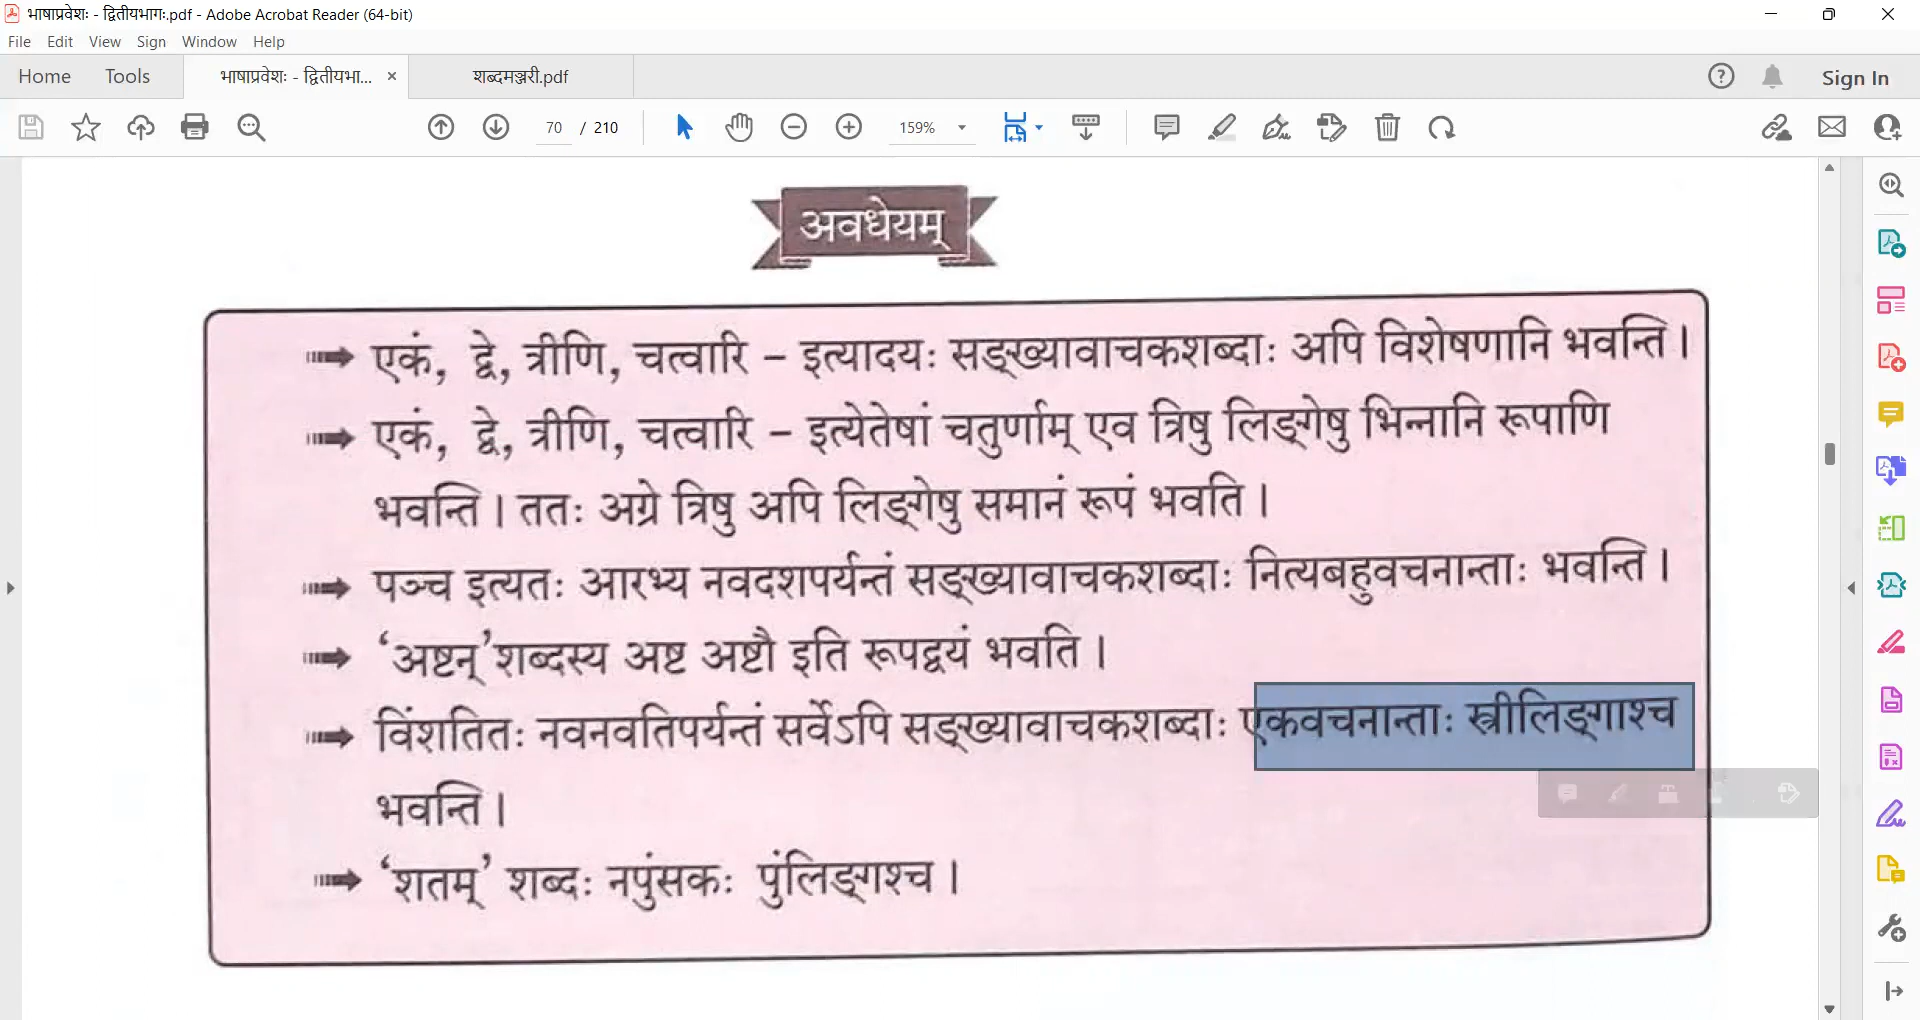 भाषाप्रवेशः - द्वितीयभागः.pdf - Adobe Acrobat Reader (64-bit)
File Edit View Sign Window Help
Home Tools भाषाप्रवेशः - द्वितीयभा... × शब्दमञ्जरी.pdf Sign In
70 / 210 159%
अवधेयम्
एकं, द्वे, त्रीणि, चत्वारि – इत्यादयः सङ्ख्यावाचकशब्दाः अपि विशेषणानि भवन्ति ।
एकं, द्वे, त्रीणि, चत्वारि – इत्येतेषां चतुर्णाम् एव त्रिषु लिङ्गेषु भिन्नानि रूपाणि
भवन्ति । ततः अग्रे त्रिषु अपि लिङ्गेषु समानं रूपं भवति ।
पञ्च इत्यतः आरभ्य नवदशपर्यन्तं सङ्ख्यावाचकशब्दाः नित्यबहुवचनान्ताः भवन्ति ।
‘अष्टन्’शब्दस्य अष्ट अष्टौ इति रूपद्वयं भवति ।
विंशतितः नवनवतिपर्यन्तं सर्वेऽपि सङ्ख्यावाचकशब्दाः एकवचनान्ताः स्त्रीलिङ्गाश्च
भवन्ति ।
‘शतम्’ शब्दः नपुंसकः पुंलिङ्गश्च ।